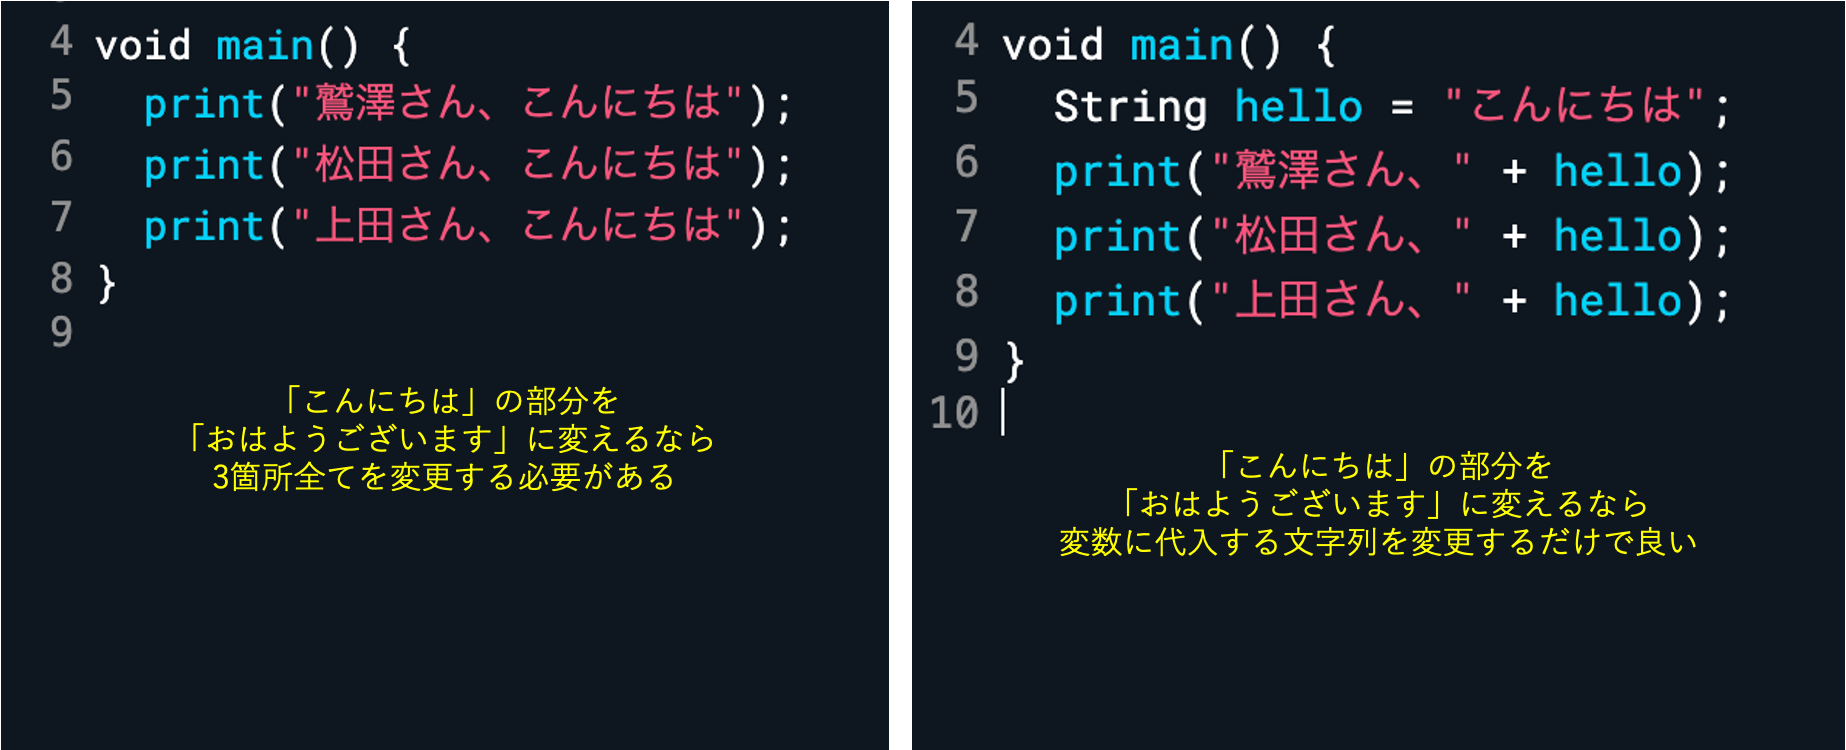 4 void main() {
5 print("鷲澤さん、こんにちは");
6 print("松田さん、こんにちは");
7 print("上田さん、こんにちは");
8 }
9
「こんにちは」の部分を
「おはようございます」に変えるなら
3箇所全てを変更する必要がある
4 void main() {
5 String hello = "こんにちは";
6 print("鷲澤さん、" + hello);
7 print("松田さん、" + hello);
8 print("上田さん、" + hello);
9 }
10
「こんにちは」の部分を
「おはようございます」に変えるなら
変数に代入する文字列を変更するだけで良い